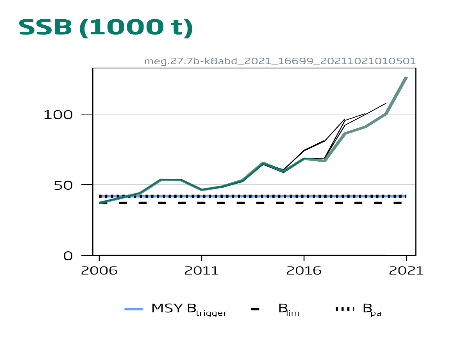 SSB (1000 t)
meg.27.7b-k8abd_2021_16699_20211021010501
100
50
0
2006 2011 2016 2021
MSY Btrigger Blim Bpa